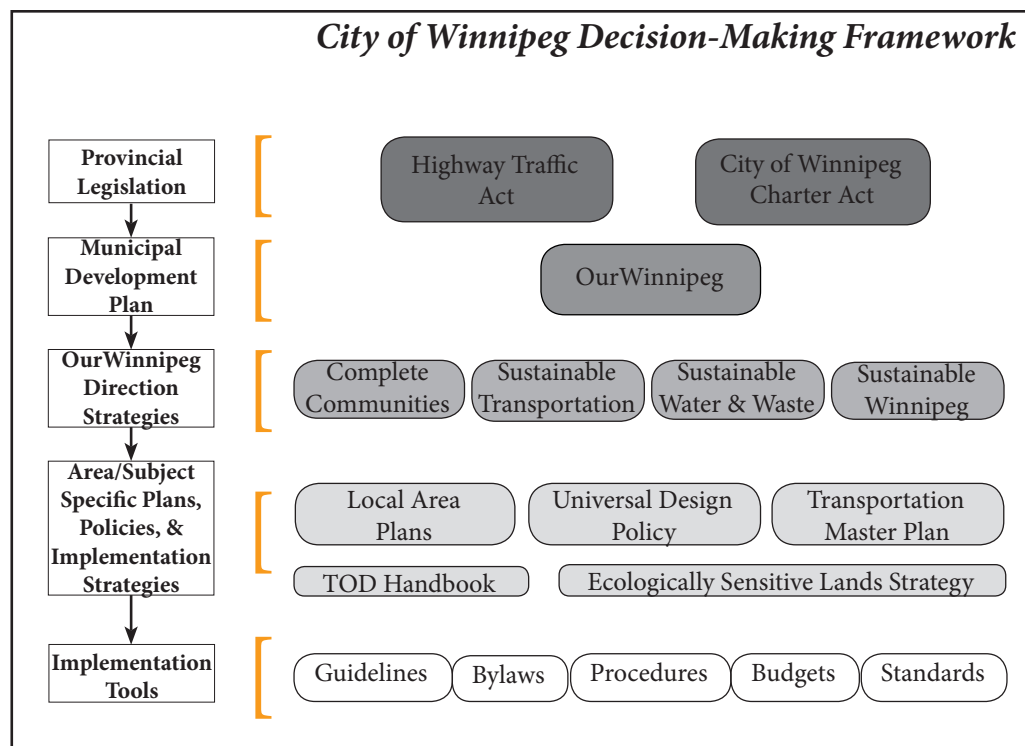 City of Winnipeg Decision-Making Framework
Provincial
Legislation
Highway Traffic
Act
City of Winnipeg
Charter Act
Municipal
Development
Plan
OurWinnipeg
OurWinnipeg
Direction
Strategies
Complete
Communities
Sustainable
Transportation
Sustainable
Water & Waste
Sustainable
Winnipeg
Area/Subject
Specific Plans,
Policies, &
Implementation
Strategies
Local Area
Plans
Universal Design
Policy
Transportation
Master Plan
TOD Handbook
Ecologically Sensitive Lands Strategy
Implementation
Tools
Guidelines
Bylaws
Procedures
Budgets
Standards